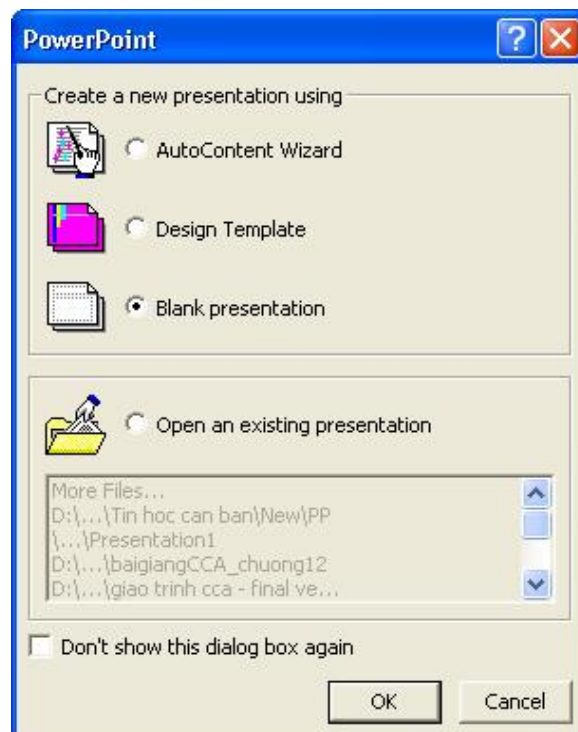 PowerPoint
Create a new presentation using
AutoContent Wizard
Design Template
Blank presentation
Open an existing presentation
More Files...
D:\...\Tin hoc can ban\New\PP
\...\Presentation1
D:\...\baigiangCCA_chuong12
D:\...\giao trinh cca - final ve...
Don't show this dialog box again
OK Cancel